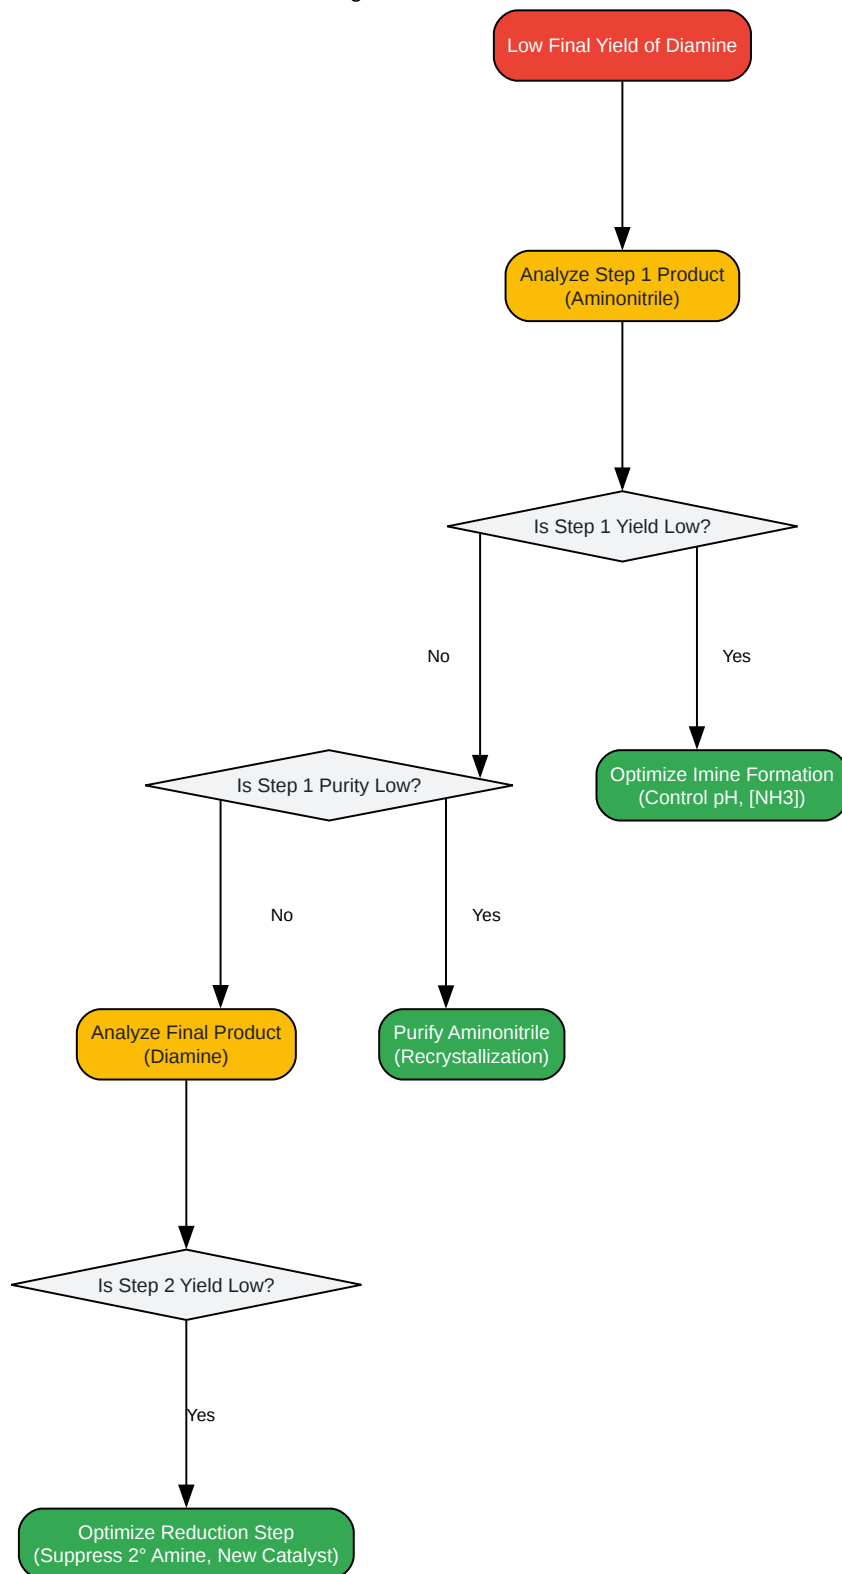 Low Final Yield of Diamine
Analyze Step 1 Product
(Aminonitrile)
Is Step 1 Yield Low?
No
Yes
Is Step 1 Purity Low?
Optimize Imine Formation
(Control pH, [NH3])
No
Yes
Analyze Final Product
(Diamine)
Purify Aminonitrile
(Recrystallization)
Is Step 2 Yield Low?
Yes
Optimize Reduction Step
(Suppress 2° Amine, New Catalyst)